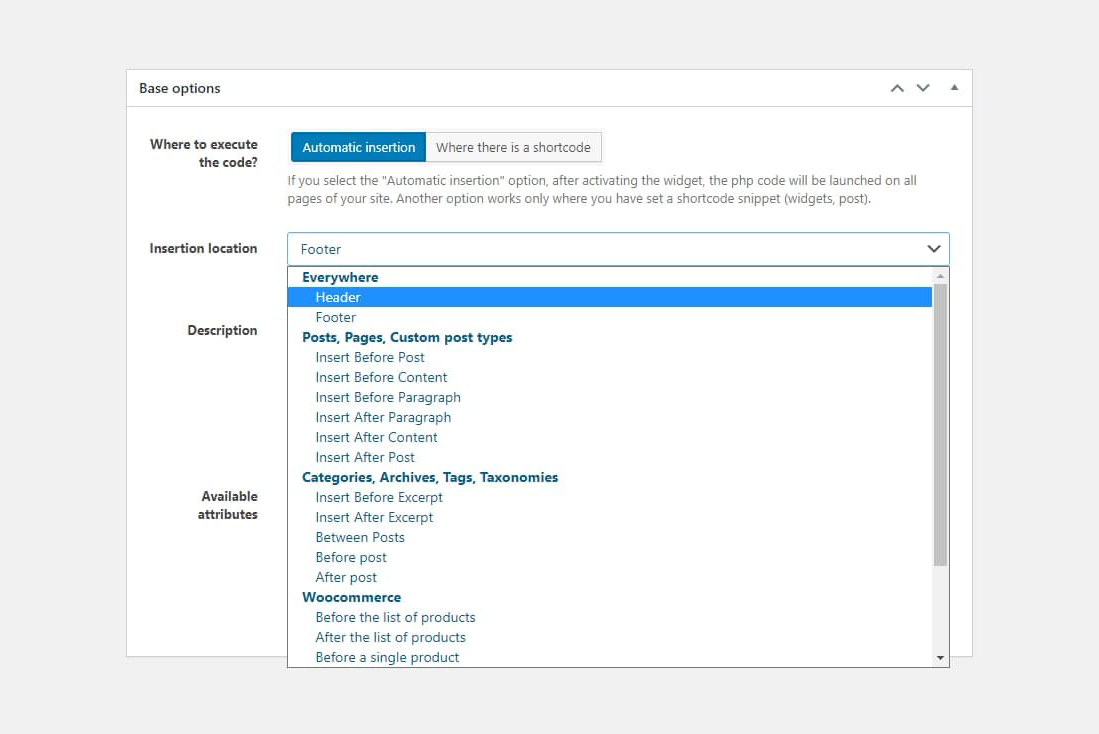 Base options
Where to execute
the code?
Automatic insertion
Where there is a shortcode
If you select the "Automatic insertion" option, after activating the widget, the php code will be launched on all
pages of your site. Another option works only where you have set a shortcode snippet (widgets, post).
Insertion location
Footer
Everywhere
Header
Footer
Description
Posts, Pages, Custom post types
Insert Before Post
Insert Before Content
Insert Before Paragraph
Insert After Paragraph
Insert After Content
Insert After Post
Categories, Archives, Tags, Taxonomies
Available
attributes
Insert Before Excerpt
Insert After Excerpt
Between Posts
Before post
After post
Woocommerce
Before the list of products
After the list of products
Before a single product